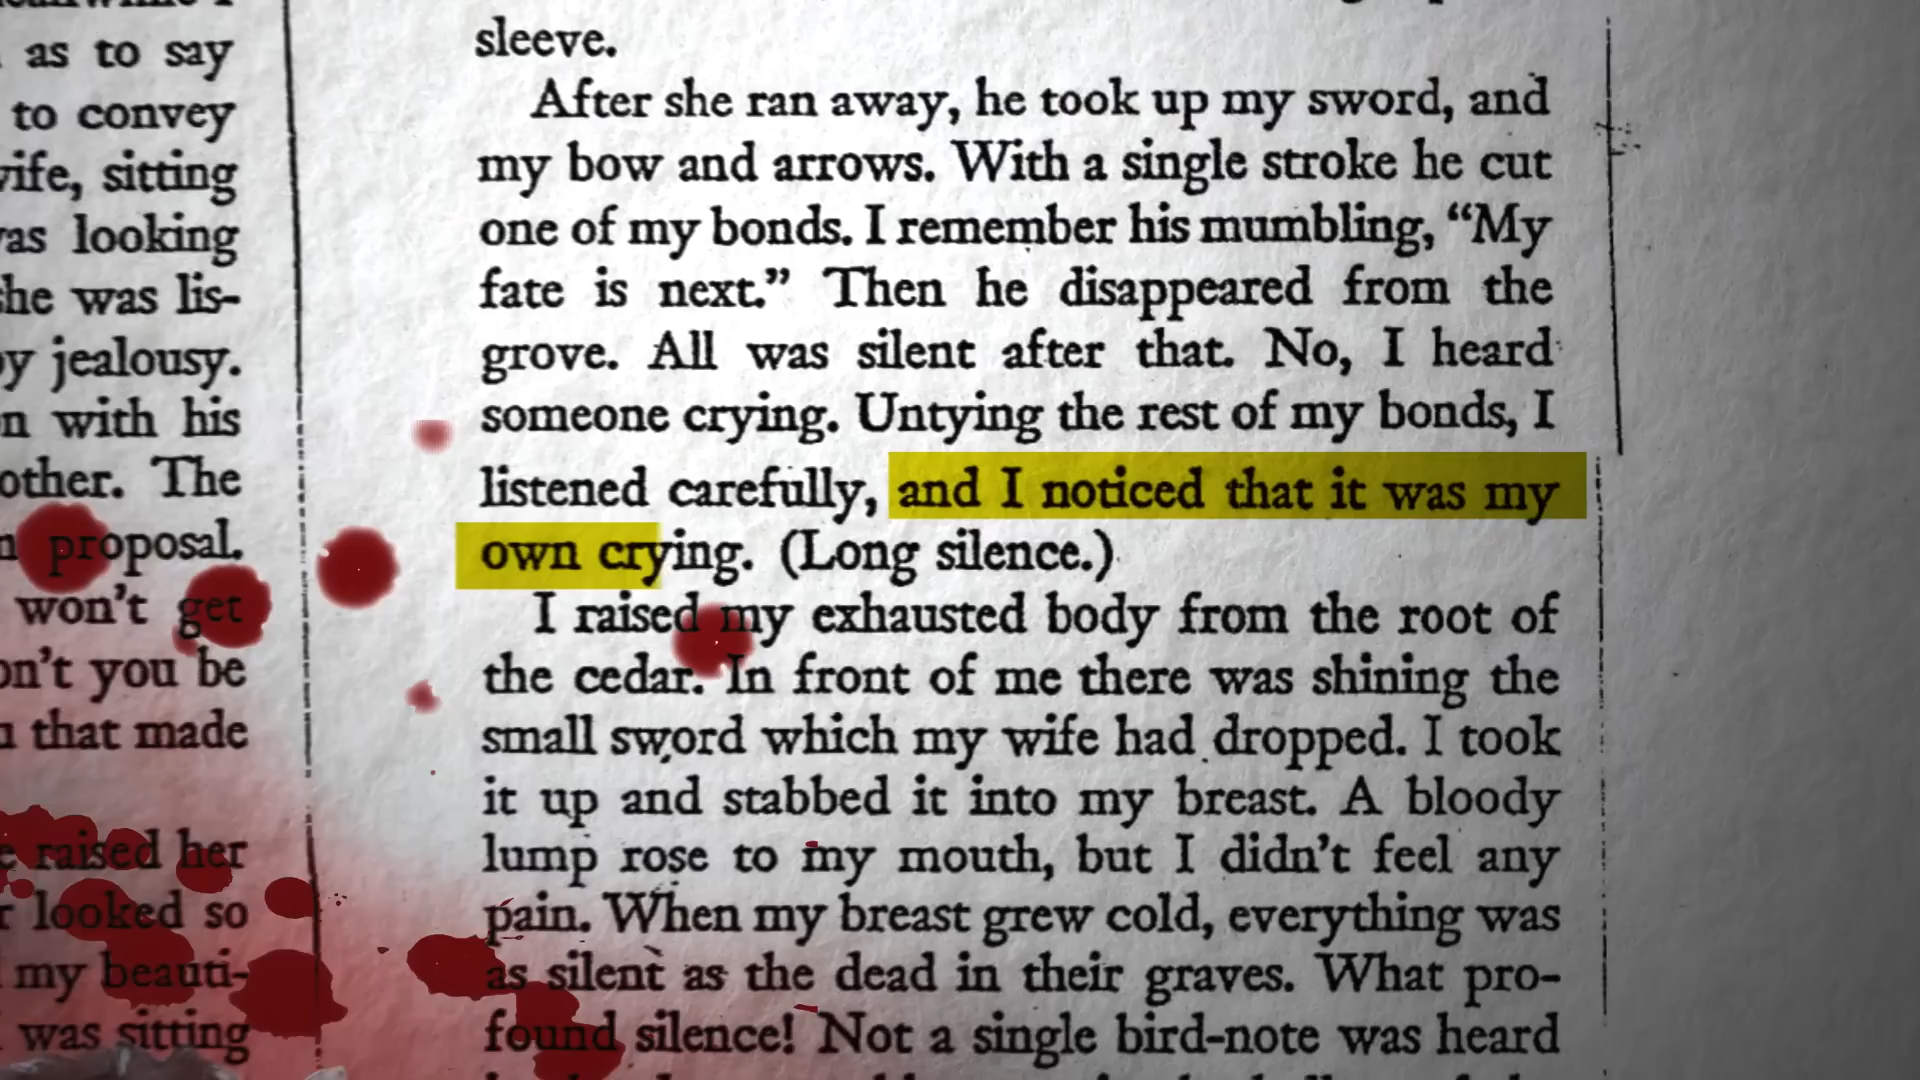 as to say
to convey
sitting
looking
was lis-
jealousy.
with his
The
proposal.
won't get
you be
that made
raised her
looked so
my beauti-
was sitting
sleeve.
After she ran away, he took up my sword, and
my bow and arrows. With a single stroke he cut
one of my bonds. I remember his mumbling, “My
fate is next.” Then he disappeared from the
grove. All was silent after that. No, I heard
someone crying. Untying the rest of my bonds, I
listened carefully, and I noticed that it was my
own crying. (Long silence.)
I raised my exhausted body from the root of
the cedar. In front of me there was shining the
small sword which my wife had dropped. I took
it up and stabbed it into my breast. A bloody
lump rose to my mouth, but I didn't feel any
pain. When my breast grew cold, everything was
as silent as the dead in their graves. What pro-
found silence! Not a single bird-note was heard